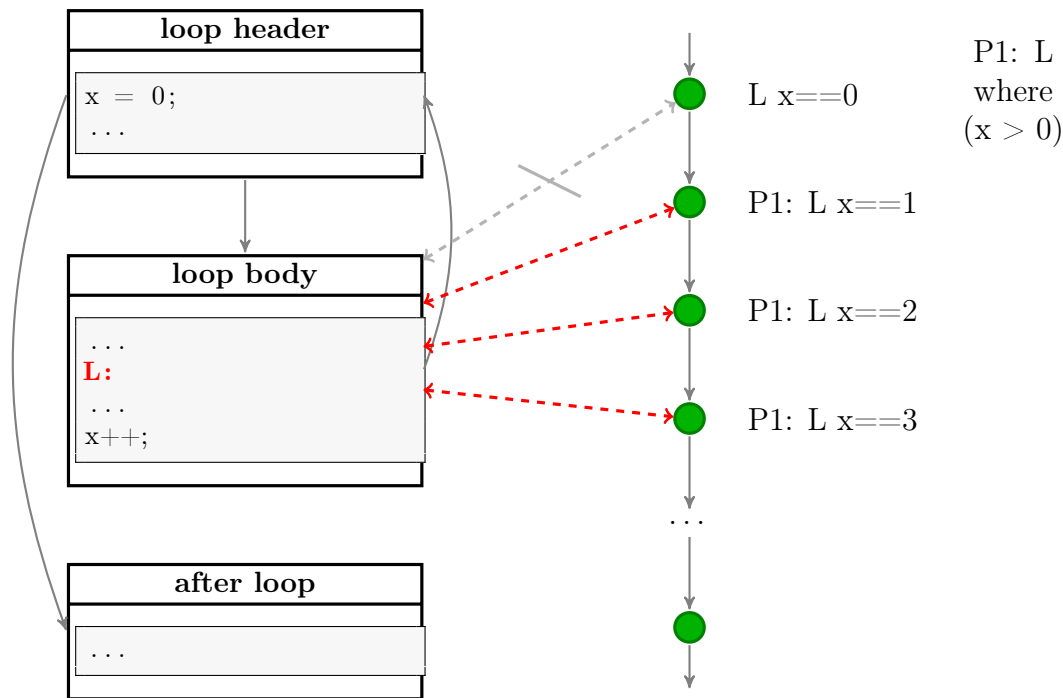 loop header
x = 0;
...
loop body
...
L:
...
x++;
after loop
...
L x==0
P1: L x==1
P1: L x==2
P1: L x==3
...
P1: L
where
(x > 0)